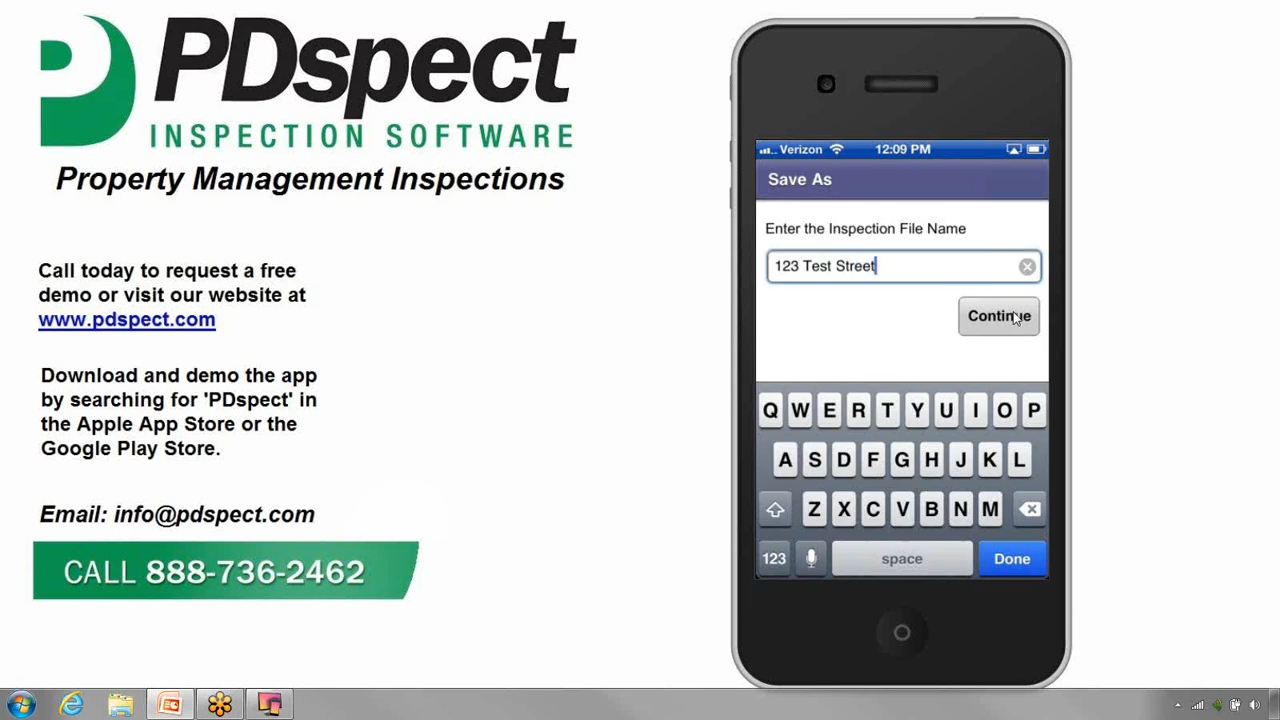 PDspect
INSPECTION SOFTWARE
Property Management Inspections
Call today to request a free
demo or visit our website at
www.pdspect.com
Download and demo the app
by searching for 'PDspect' in
the Apple App Store or the
Google Play Store.
Email: info@pdspect.com
CALL 888-736-2462
Verizon 12:09 PM
Save As
Enter the Inspection File Name
123 Test Street
Continue
Q W E R T Y U I O P
A S D F G H J K L
Z X C V B N M
123 space Done